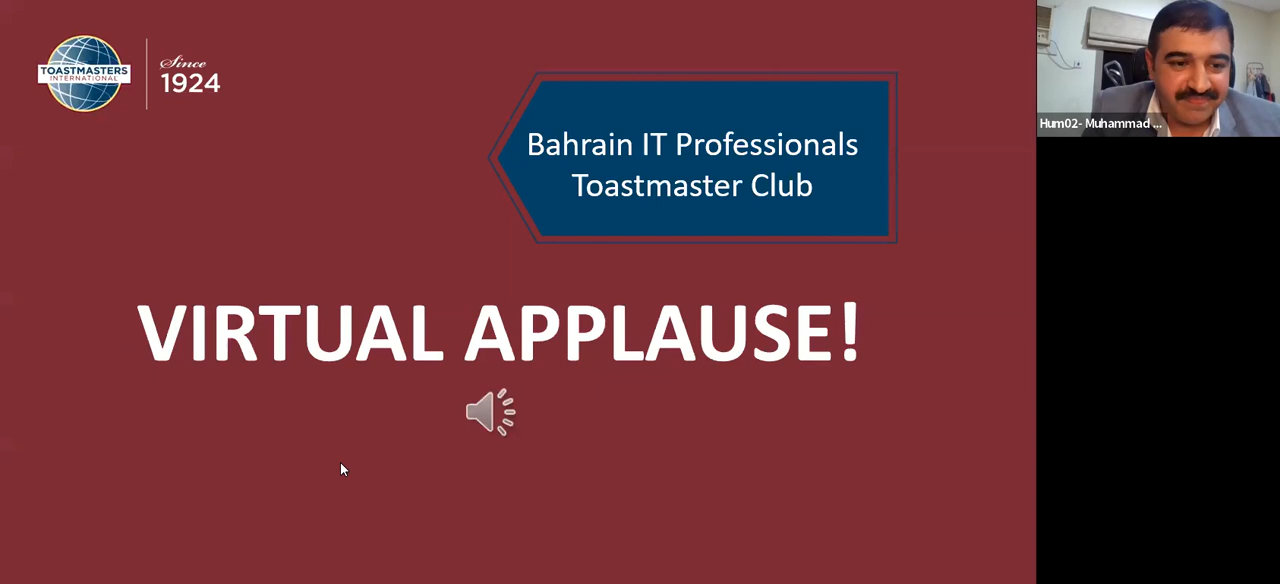 TOASTMASTERS
INTERNATIONAL
Since
1924
Bahrain IT Professionals
Toastmaster Club
VIRTUAL APPLAUSE!
Hum02- Muhammad ...